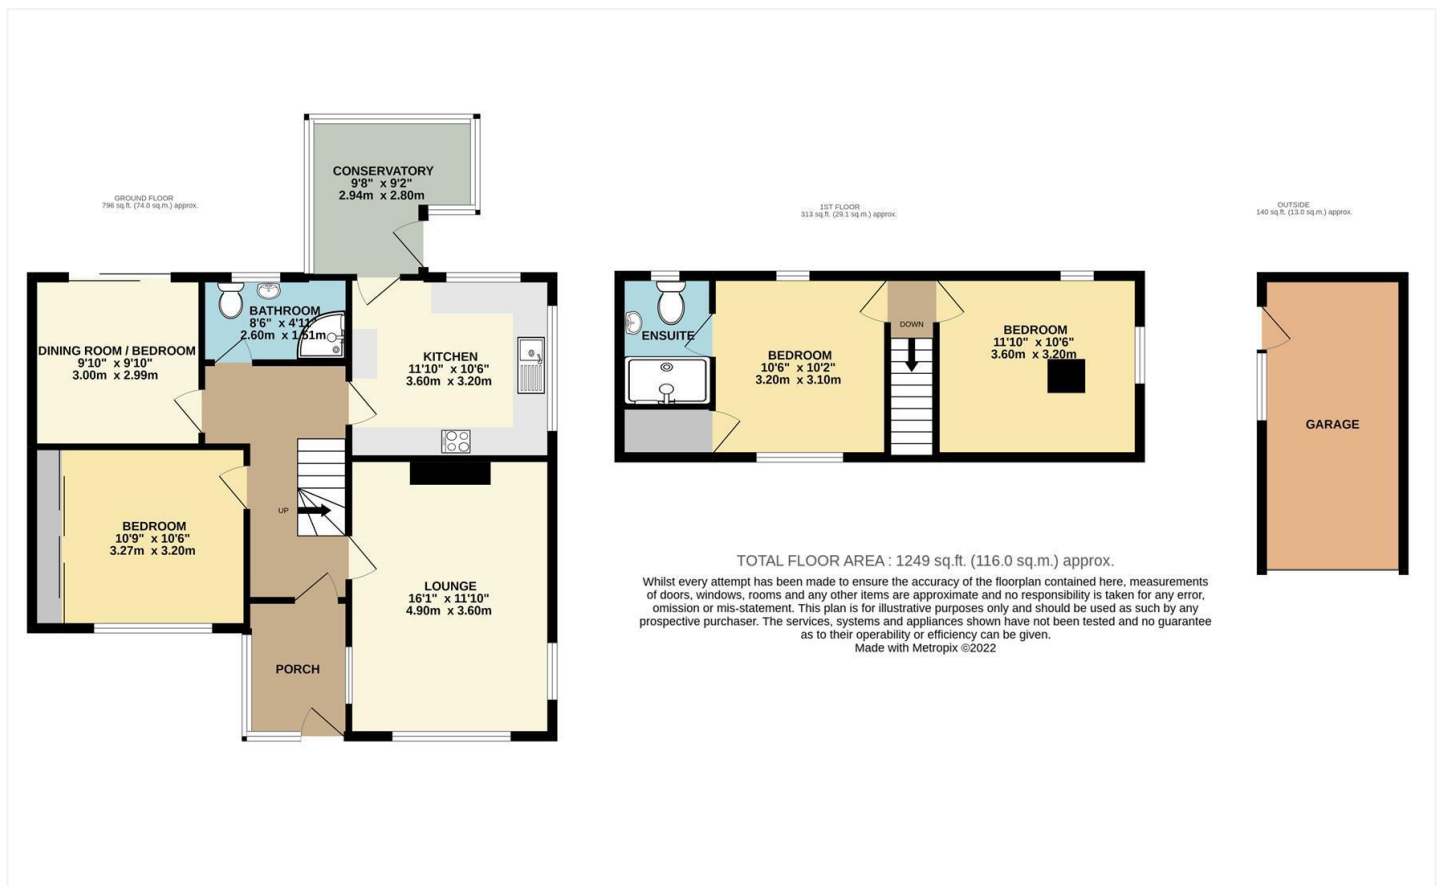 GROUND FLOOR
796 sq.ft. (74.0 sq.m.) approx.
CONSERVATORY
9'8" x 9'2"
2.94m x 2.80m
BATHROOM
8'6" x 4'11"
2.60m x 1.51m
DINING ROOM / BEDROOM
9'10" x 9'10"
3.00m x 2.99m
KITCHEN
11'10" x 10'6"
3.60m x 3.20m
BEDROOM
10'9" x 10'6"
3.27m x 3.20m
UP
LOUNGE
16'1" x 11'10"
4.90m x 3.60m
PORCH
1ST FLOOR
313 sq.ft. (29.1 sq.m.) approx.
ENSUITE
BEDROOM
10'6" x 10'2"
3.20m x 3.10m
DOWN
BEDROOM
11'10" x 10'6"
3.60m x 3.20m
OUTSIDE
140 sq.ft. (13.0 sq.m.) approx.
GARAGE
TOTAL FLOOR AREA : 1249 sq.ft. (116.0 sq.m.) approx.
Whilst every attempt has been made to ensure the accuracy of the floorplan contained here, measurements
of doors, windows, rooms and any other items are approximate and no responsibility is taken for any error,
omission or mis-statement. This plan is for illustrative purposes only and should be used as such by any
prospective purchaser. The services, systems and appliances shown have not been tested and no guarantee
as to their operability or efficiency can be given.
Made with Metropix ©2022